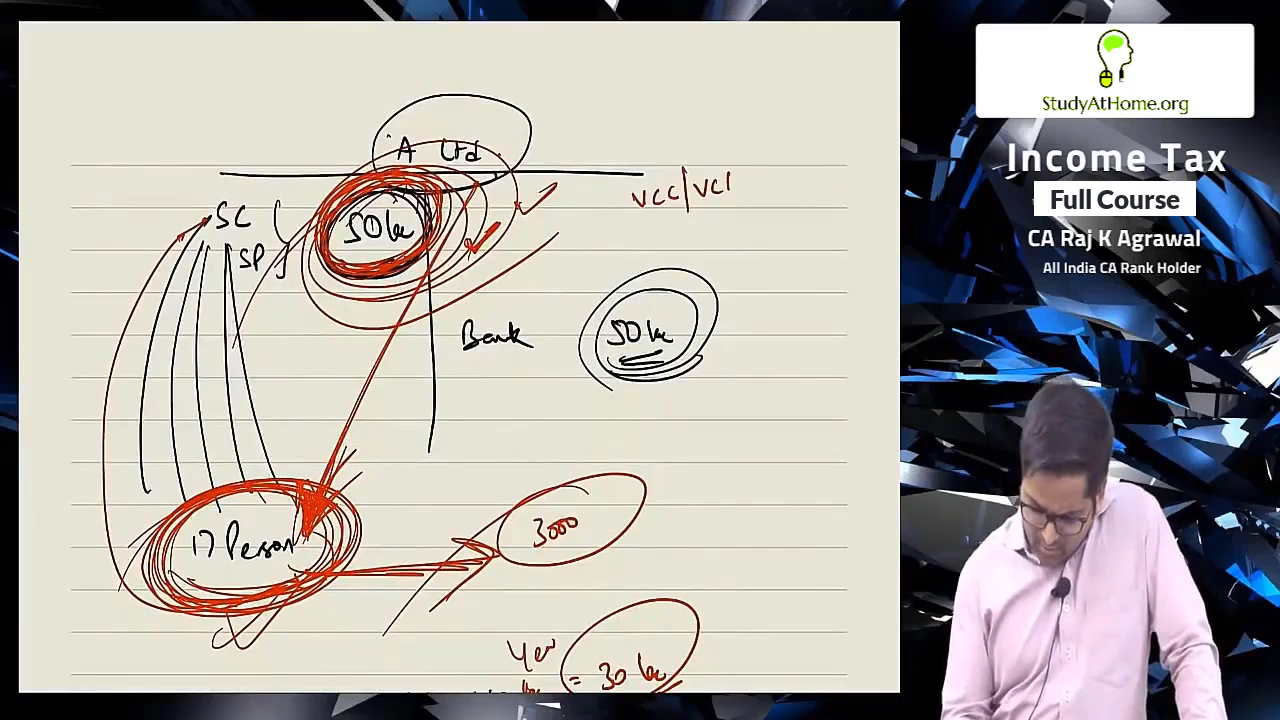 A Ltd
SC
SP
50 lac
VCC/VCF
Bank
50 lac
17 Person
3000
Year
= 30 lac
StudyAtHome.org
Income Tax
Full Course
CA Raj K Agrawal
All India CA Rank Holder